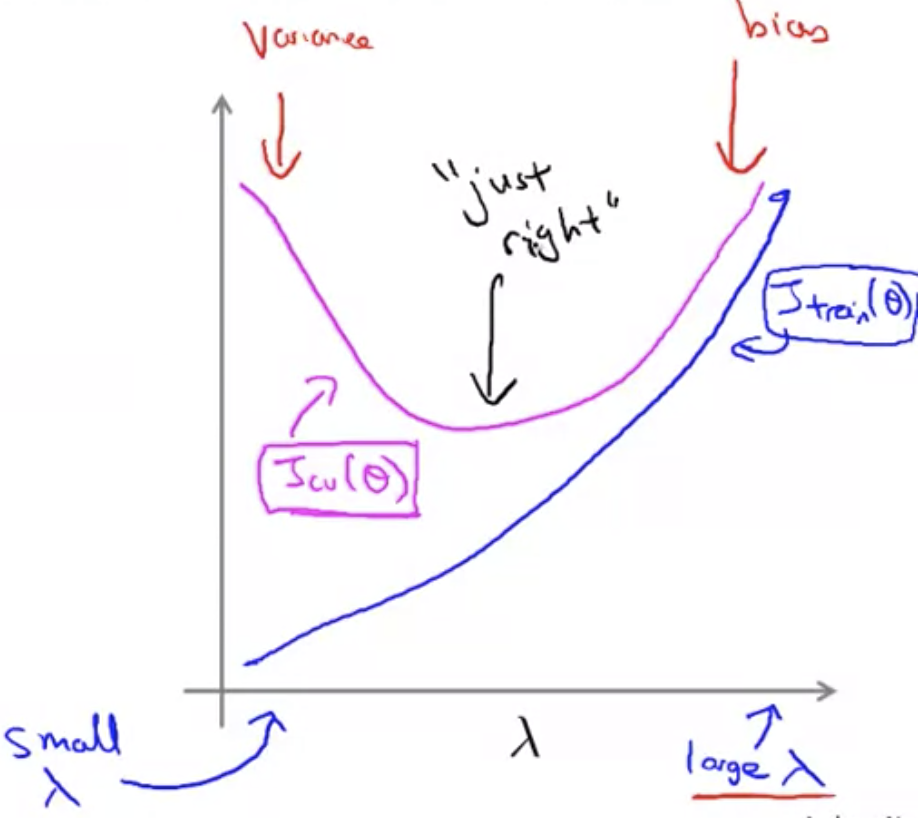 Variance
bias
"just
right"
Jtrain(θ)
Jcv(θ)
small
λ
λ
large λ